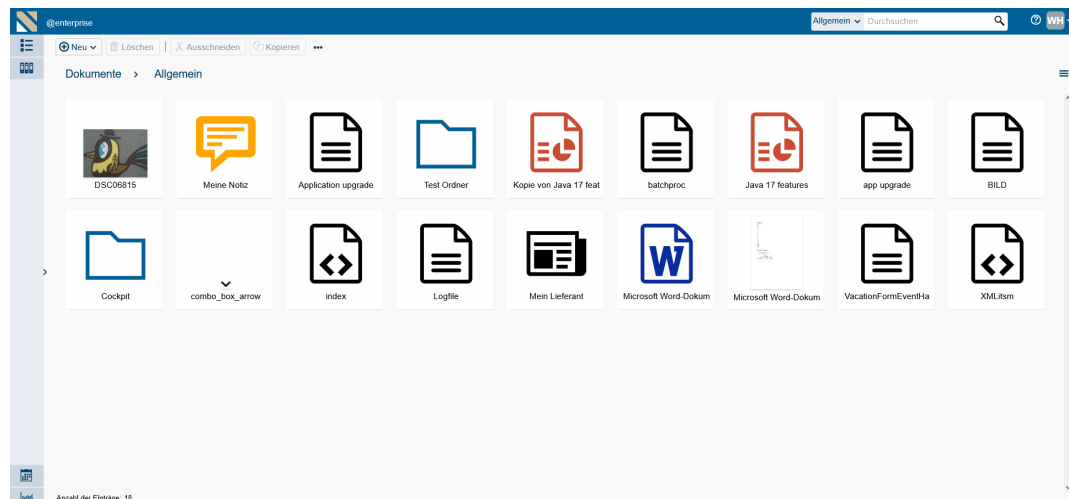 @enterprise
Allgemein Durchsuchen
WH
Neu Löschen Ausschneiden Kopieren
Dokumente > Allgemein
DSC06815
Meine Notiz
Application upgrade
Test Ordner
Kopie von Java 17 feat
batchproc
Java 17 features
app upgrade
BILD
Cockpit
combo_box_arrow
index
Logfile
Mein Lieferant
Microsoft Word-Dokum
Microsoft Word-Dokum
VacationFormEventHa
XMLitsm
Anzahl der Einträge: 18